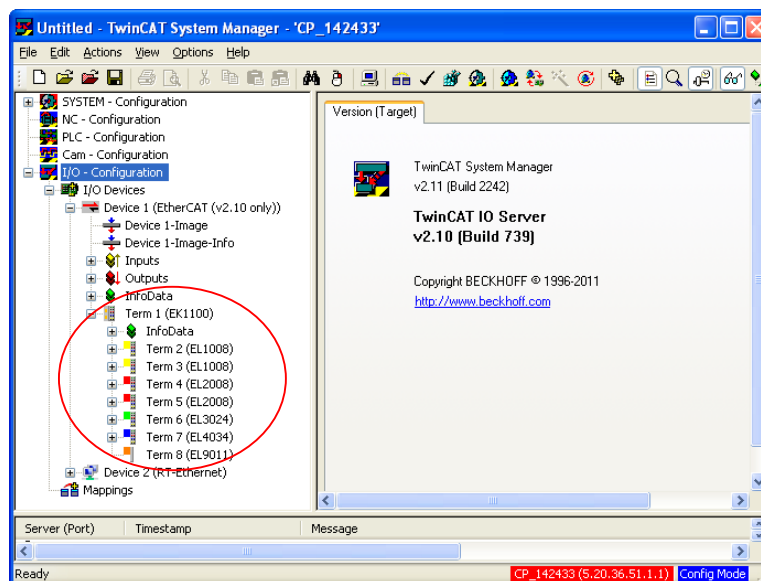 Untitled - TwinCAT System Manager - 'CP_142433'
File Edit Actions View Options Help
SYSTEM - Configuration
NC - Configuration
PLC - Configuration
Cam - Configuration
I/O - Configuration
I/O Devices
Device 1 (EtherCAT (v2.10 only))
Device 1-Image
Device 1-Image-Info
Inputs
Outputs
InfoData
Term 1 (EK1100)
InfoData
Term 2 (EL1008)
Term 3 (EL1008)
Term 4 (EL2008)
Term 5 (EL2008)
Term 6 (EL3024)
Term 7 (EL4034)
Term 8 (EL9011)
Device 2 (RT-Ethernet)
Mappings
Version (Target)
TwinCAT System Manager
v2.11 (Build 2242)
TwinCAT IO Server
v2.10 (Build 739)
Copyright BECKHOFF © 1996-2011
http://www.beckhoff.com
Server (Port) Timestamp Message
Ready CP_142433 (5.20.36.51.1.1) Config Mode